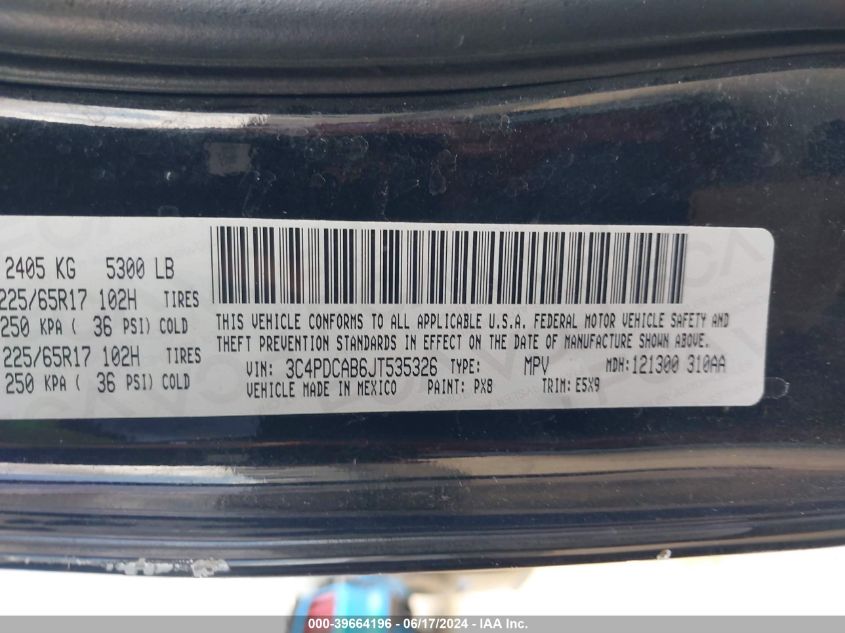 2405 KG 5300 LB
225/65R17 102H TIRES
250 KPA ( 36 PSI) COLD
225/65R17 102H TIRES
250 KPA ( 36 PSI) COLD
THIS VEHICLE CONFORMS TO ALL APPLICABLE U.S.A. FEDERAL MOTOR VEHICLE SAFETY AND
THEFT PREVENTION STANDARDS IN EFFECT ON THE DATE OF MANUFACTURE SHOWN ABOVE.
VIN: 3C4PDCAB6JT535326 TYPE: MPV MDH:121300 310AA
VEHICLE MADE IN MEXICO PAINT: PX8 TRIM: E5X9
000-39664196 - 06/17/2024 - IAA Inc.